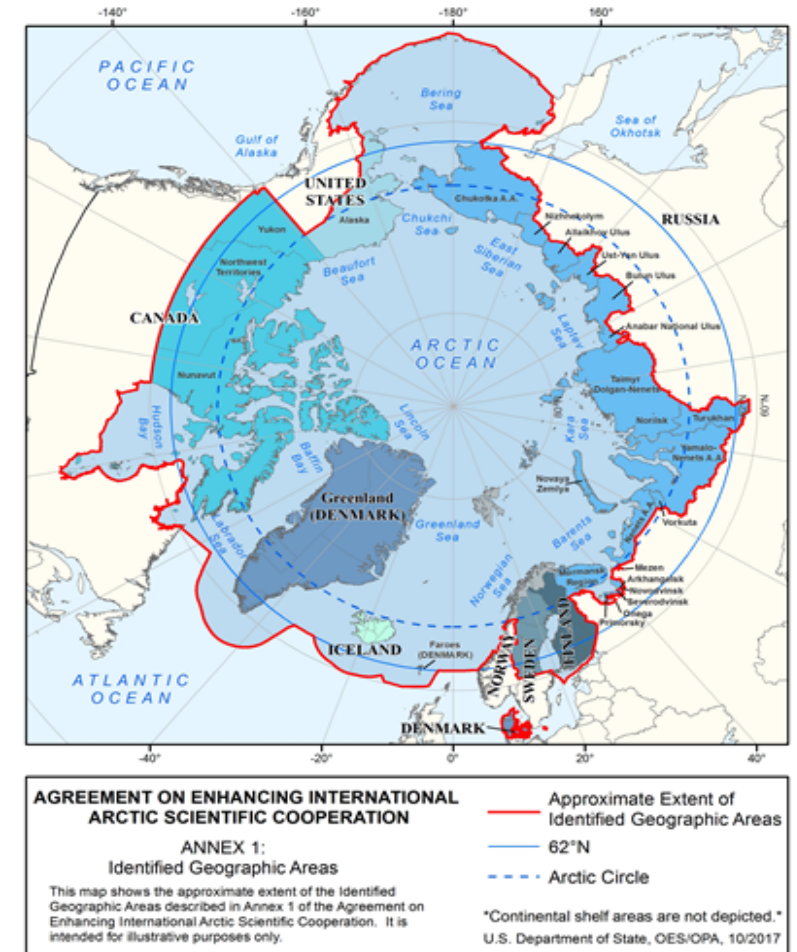 -140°
-160°
-180°
160°
PACIFIC
OCEAN
Bering
Sea
Sea of
Okhotsk
Gulf of
Alaska
UNITED
STATES
Alaska
Chukotka A.A.
Chukchi
Sea
Nizhnekolym
RUSSIA
Allaikhov Ulus
Yukon
East
Siberian
Sea
Ust-Yan Ulus
Northwest
Territories
Beaufort
Sea
Bulun Ulus
CANADA
Laptev
Sea
Anabar National Ulus
ARCTIC
OCEAN
Nunavut
Taimyr
Dolgan-Nenets
80°N
N.09
Hudson
Bay
Lincoln
Sea
Kara
Sea
Norilsk
Turukhan
Baffin
Bay
Yamalo-
Nenets A.A.
Novaya
Zemlya
Greenland
(DENMARK)
Nenets A.A.
Vorkuta
Labrador
Sea
Greenland
Sea
Barents
Sea
Norwegian
Sea
Murmansk
Region
Mezen
Arkhangelsk
Novodvinsk
Severodvinsk
Onega
Primorsky
ICELAND
Faroes
(DENMARK)
NORWAY
SWEDEN
FINLAND
ATLANTIC
OCEAN
DENMARK
-40°
-20°
0°
20°
40°
AGREEMENT ON ENHANCING INTERNATIONAL
ARCTIC SCIENTIFIC COOPERATION
ANNEX 1:
Identified Geographic Areas
This map shows the approximate extent of the Identified
Geographic Areas described in Annex 1 of the Agreement on
Enhancing International Arctic Scientific Cooperation. It is
intended for illustrative purposes only.
Approximate Extent of
Identified Geographic Areas
62°N
Arctic Circle
*Continental shelf areas are not depicted.*
U.S. Department of State, OES/OPA, 10/2017